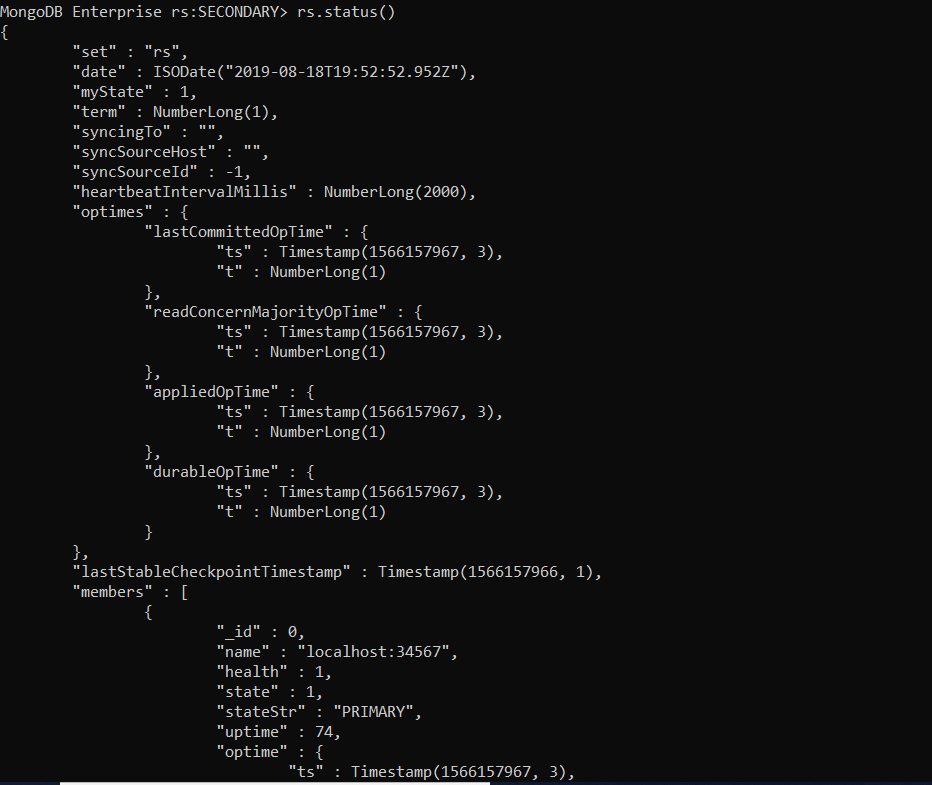 MongoDB Enterprise rs:SECONDARY> rs.status()
{
        "set" : "rs",
        "date" : ISODate("2019-08-18T19:52:52.952Z"),
        "myState" : 1,
        "term" : NumberLong(1),
        "syncingTo" : "",
        "syncSourceHost" : "",
        "syncSourceId" : -1,
        "heartbeatIntervalMillis" : NumberLong(2000),
        "optimes" : {
                "lastCommittedOpTime" : {
                        "ts" : Timestamp(1566157967, 3),
                        "t" : NumberLong(1)
                },
                "readConcernMajorityOpTime" : {
                        "ts" : Timestamp(1566157967, 3),
                        "t" : NumberLong(1)
                },
                "appliedOpTime" : {
                        "ts" : Timestamp(1566157967, 3),
                        "t" : NumberLong(1)
                },
                "durableOpTime" : {
                        "ts" : Timestamp(1566157967, 3),
                        "t" : NumberLong(1)
                }
        },
        "lastStableCheckpointTimestamp" : Timestamp(1566157966, 1),
        "members" : [
                {
                        "_id" : 0,
                        "name" : "localhost:34567",
                        "health" : 1,
                        "state" : 1,
                        "stateStr" : "PRIMARY",
                        "uptime" : 74,
                        "optime" : {
                                "ts" : Timestamp(1566157967, 3),